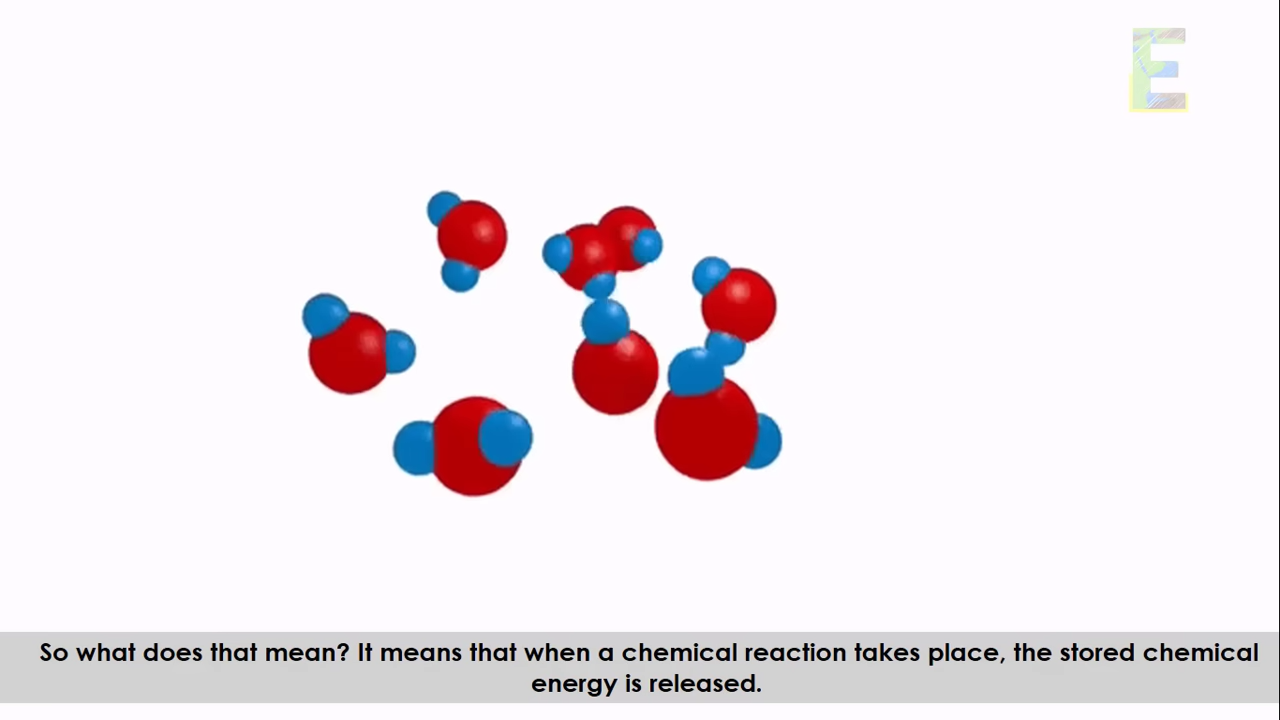 E
So what does that mean? It means that when a chemical reaction takes place, the stored chemical
energy is released.